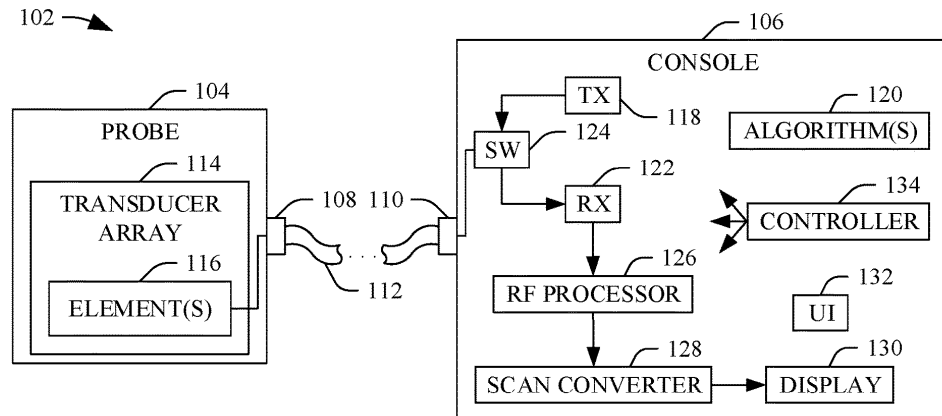 102
106
CONSOLE
104
PROBE
TX
118
120
ALGORITHM(S)
SW
124
114
TRANSDUCER
ARRAY
108
110
122
RX
134
CONTROLLER
116
ELEMENT(S)
112
126
RF PROCESSOR
132
UI
128
SCAN CONVERTER
130
DISPLAY